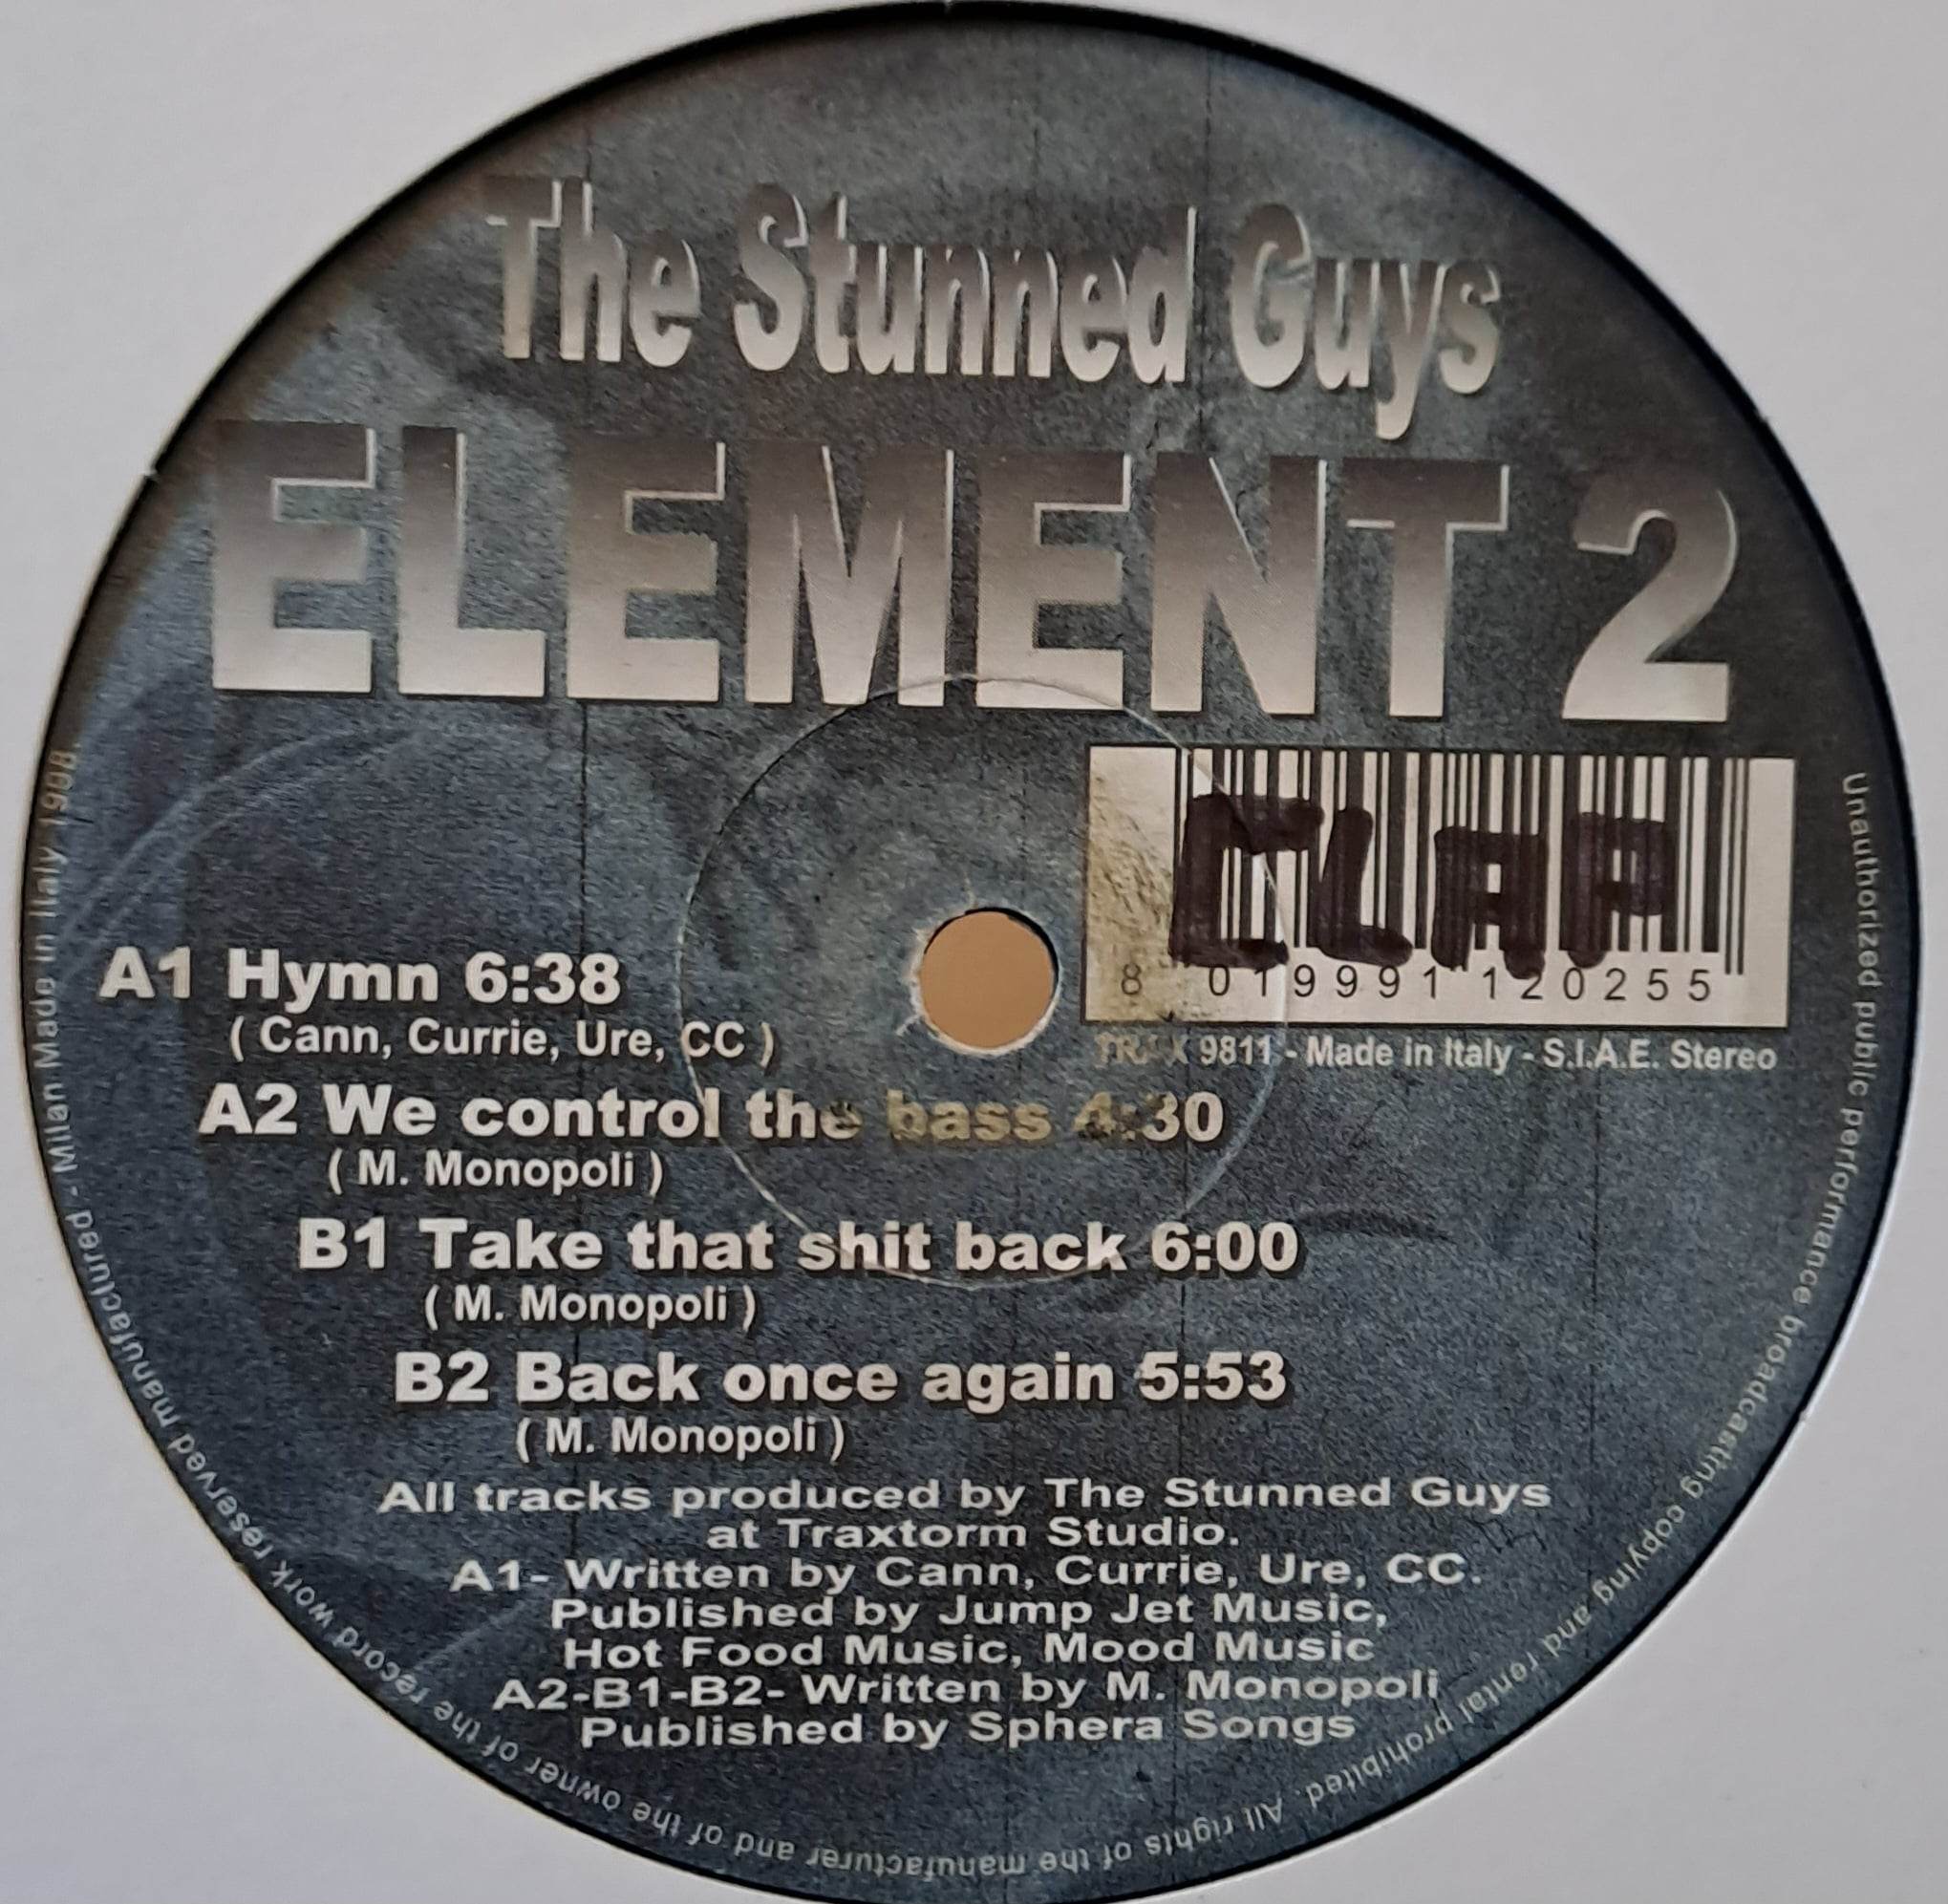 The Stunned Guys
ELEMENT 2
CLAP
8 019991 120255
TRAX 9811 - Made in Italy - S.I.A.E. Stereo
A1 Hymn 6:38
( Cann, Currie, Ure, CC )
A2 We control the bass 4:30
( M. Monopoli )
B1 Take that shit back 6:00
( M. Monopoli )
B2 Back once again 5:53
( M. Monopoli )
All tracks produced by The Stunned Guys
at Traxtorm Studio.
A1- Written by Cann, Currie, Ure, CC.
Published by Jump Jet Music,
Hot Food Music, Mood Music
A2-B1-B2- Written by M. Monopoli
Published by Sphera Songs
Unauthorized public performance broadcasting copying and rental prohibited. All rights of the manufacturer and of the owner of the record work reserved manufactured - Milan Made in Italy 1998.